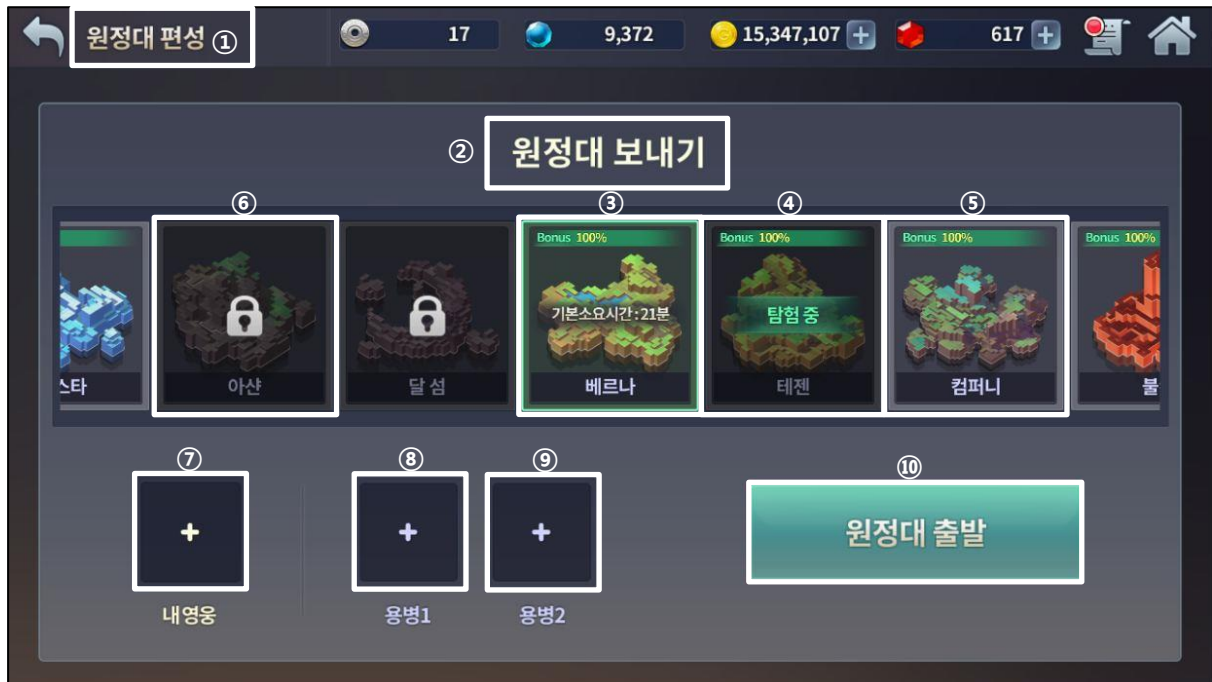 원정대 편성 ①
17
9,372
15,347,107 +
617 +
② 원정대 보내기
⑥ ③ ④ ⑤
Bonus 100%
Bonus 100%
Bonus 100%
Bonus 100%
기본소요시간:21분
탐험 중
스타
아샨
달 섬
베르나
테젠
컴퍼니
불
⑦ ⑧ ⑨ ⑩
+
+
+
원정대 출발
내영웅
용병1
용병2